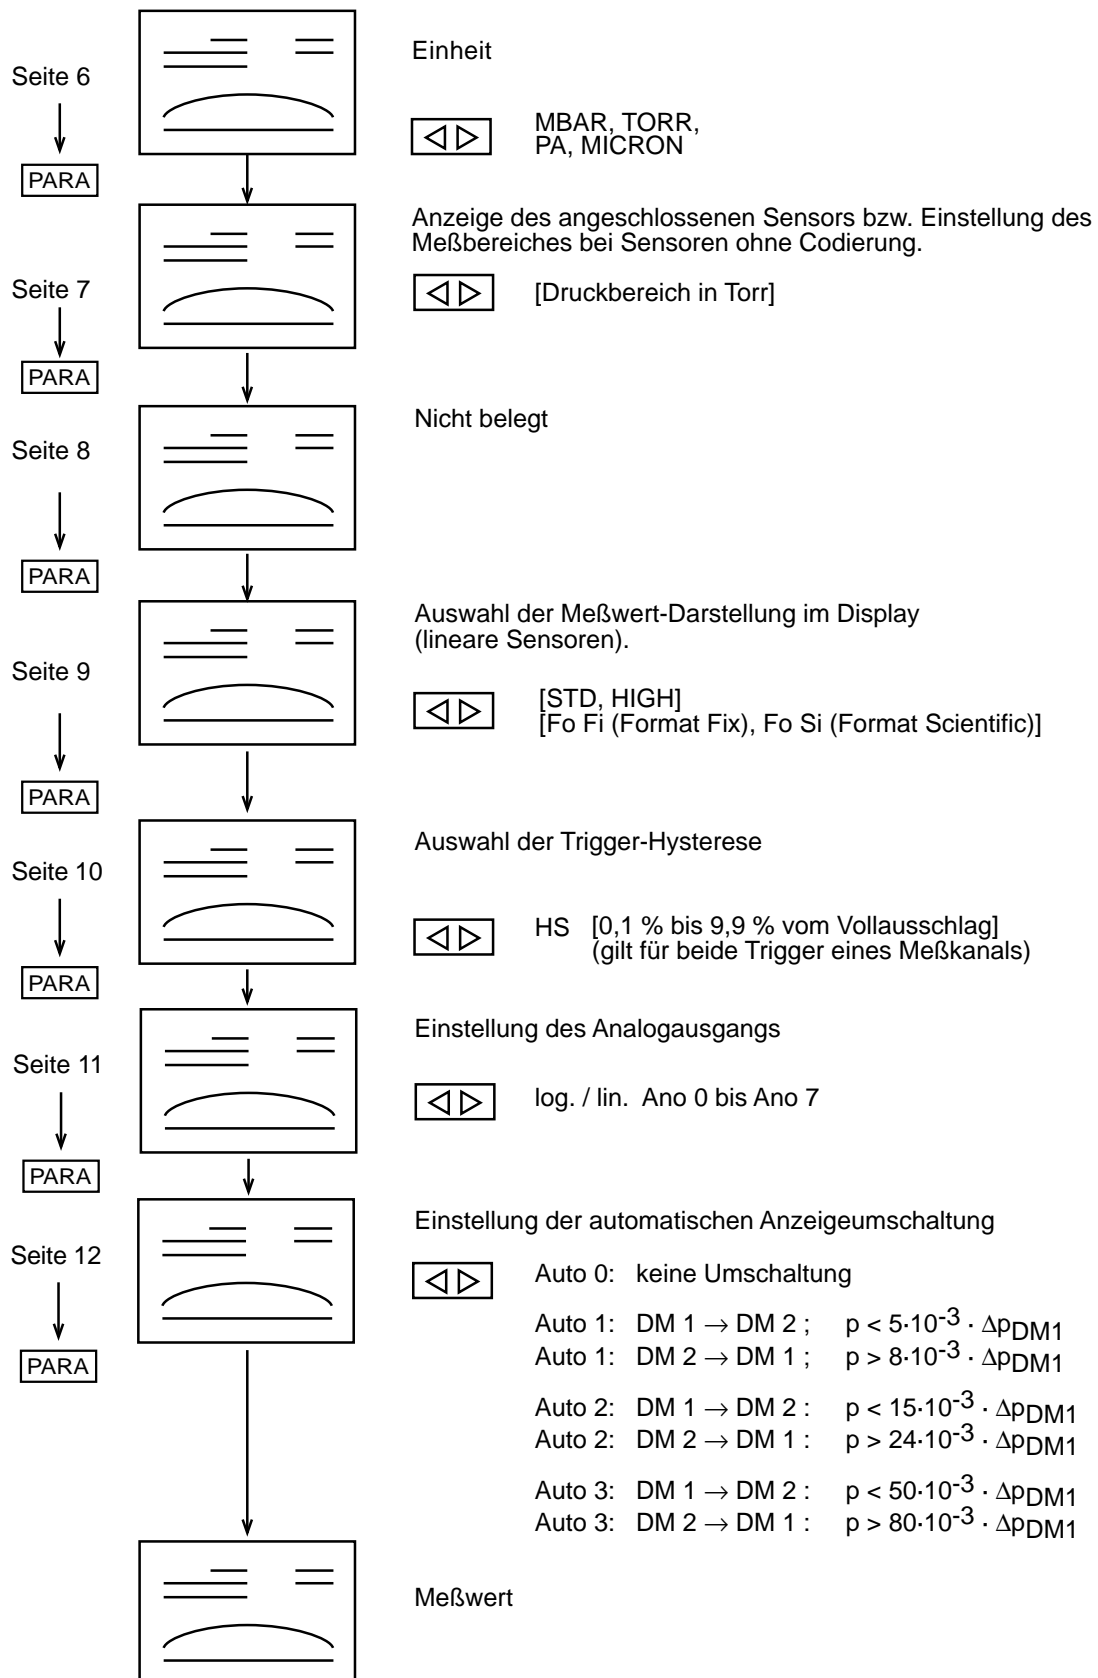 Einheit
Seite 6
MBAR, TORR,
PA, MICRON
PARA
Anzeige des angeschlossenen Sensors bzw. Einstellung des
Meßbereiches bei Sensoren ohne Codierung.
Seite 7
[Druckbereich in Torr]
PARA
Nicht belegt
Seite 8
PARA
Auswahl der Meßwert-Darstellung im Display
(lineare Sensoren).
Seite 9
[STD, HIGH]
[Fo Fi (Format Fix), Fo Si (Format Scientific)]
PARA
Auswahl der Trigger-Hysterese
Seite 10
HS [0,1 % bis 9,9 % vom Vollausschlag]
(gilt für beide Trigger eines Meßkanals)
PARA
Einstellung des Analogausgangs
Seite 11
log. / lin. Ano 0 bis Ano 7
PARA
Einstellung der automatischen Anzeigeumschaltung
Seite 12
Auto 0: keine Umschaltung
Auto 1: DM 1 → DM 2 ; p < 5·10-3 · ∆pDM1
Auto 1: DM 2 → DM 1 ; p > 8·10-3 · ∆pDM1
PARA
Auto 2: DM 1 → DM 2 : p < 15·10-3 · ∆pDM1
Auto 2: DM 2 → DM 1 : p > 24·10-3 · ∆pDM1
Auto 3: DM 1 → DM 2 : p < 50·10-3 · ∆pDM1
Auto 3: DM 2 → DM 1 : p > 80·10-3 · ∆pDM1
Meßwert